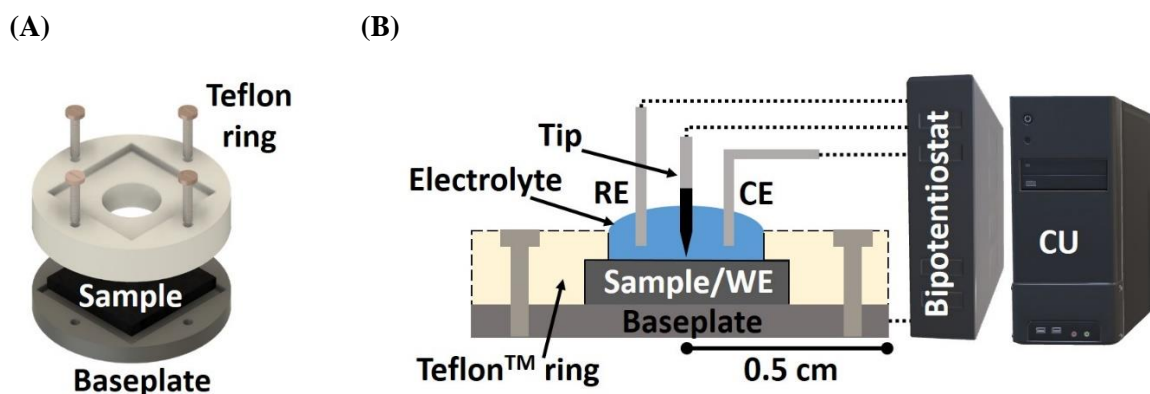 (A)
(B)
Teflon
ring
Sample
Baseplate
Tip
Electrolyte
RE
CE
Sample/WE
Baseplate
Teflon™ ring
0.5 cm
Bipotentiostat
CU